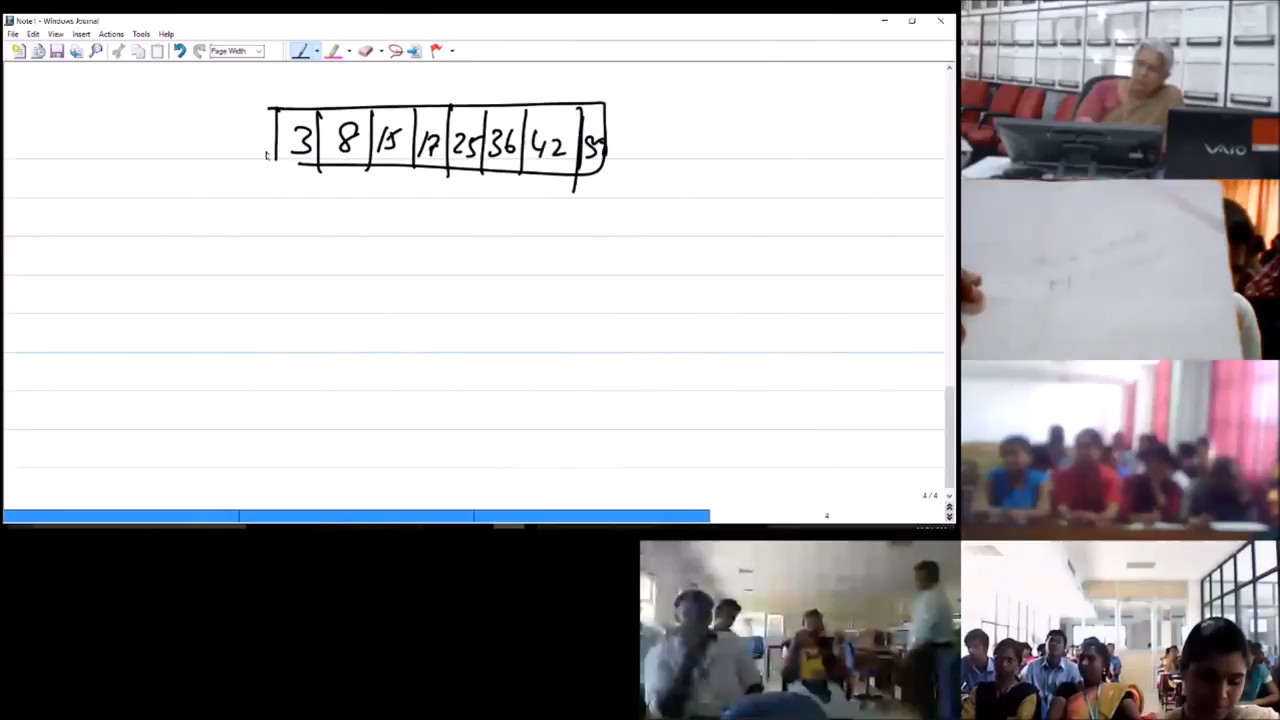 Note1 - Windows Journal
File Edit View Insert Actions Tools Help
Page Width
3 8 15 17 25 36 42
4 / 4
4
VAIO